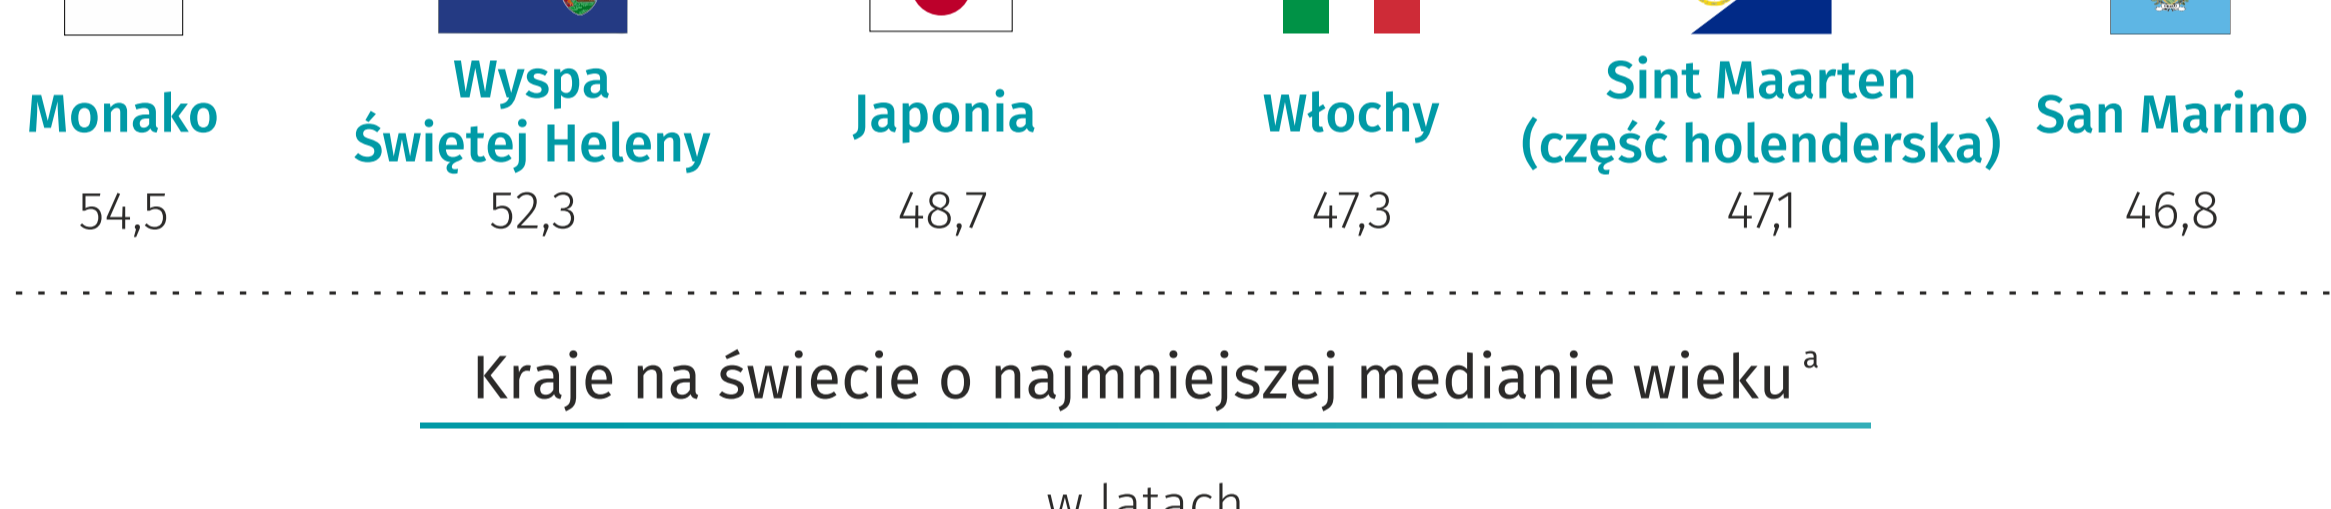 Monako
Wyspa
Świętej Heleny
Japonia
Włochy
Sint Maarten
(część holenderska)
San Marino
54,5
52,3
48,7
47,3
47,1
46,8
Kraje na świecie o najmniejszej medianie wieku a
w latach